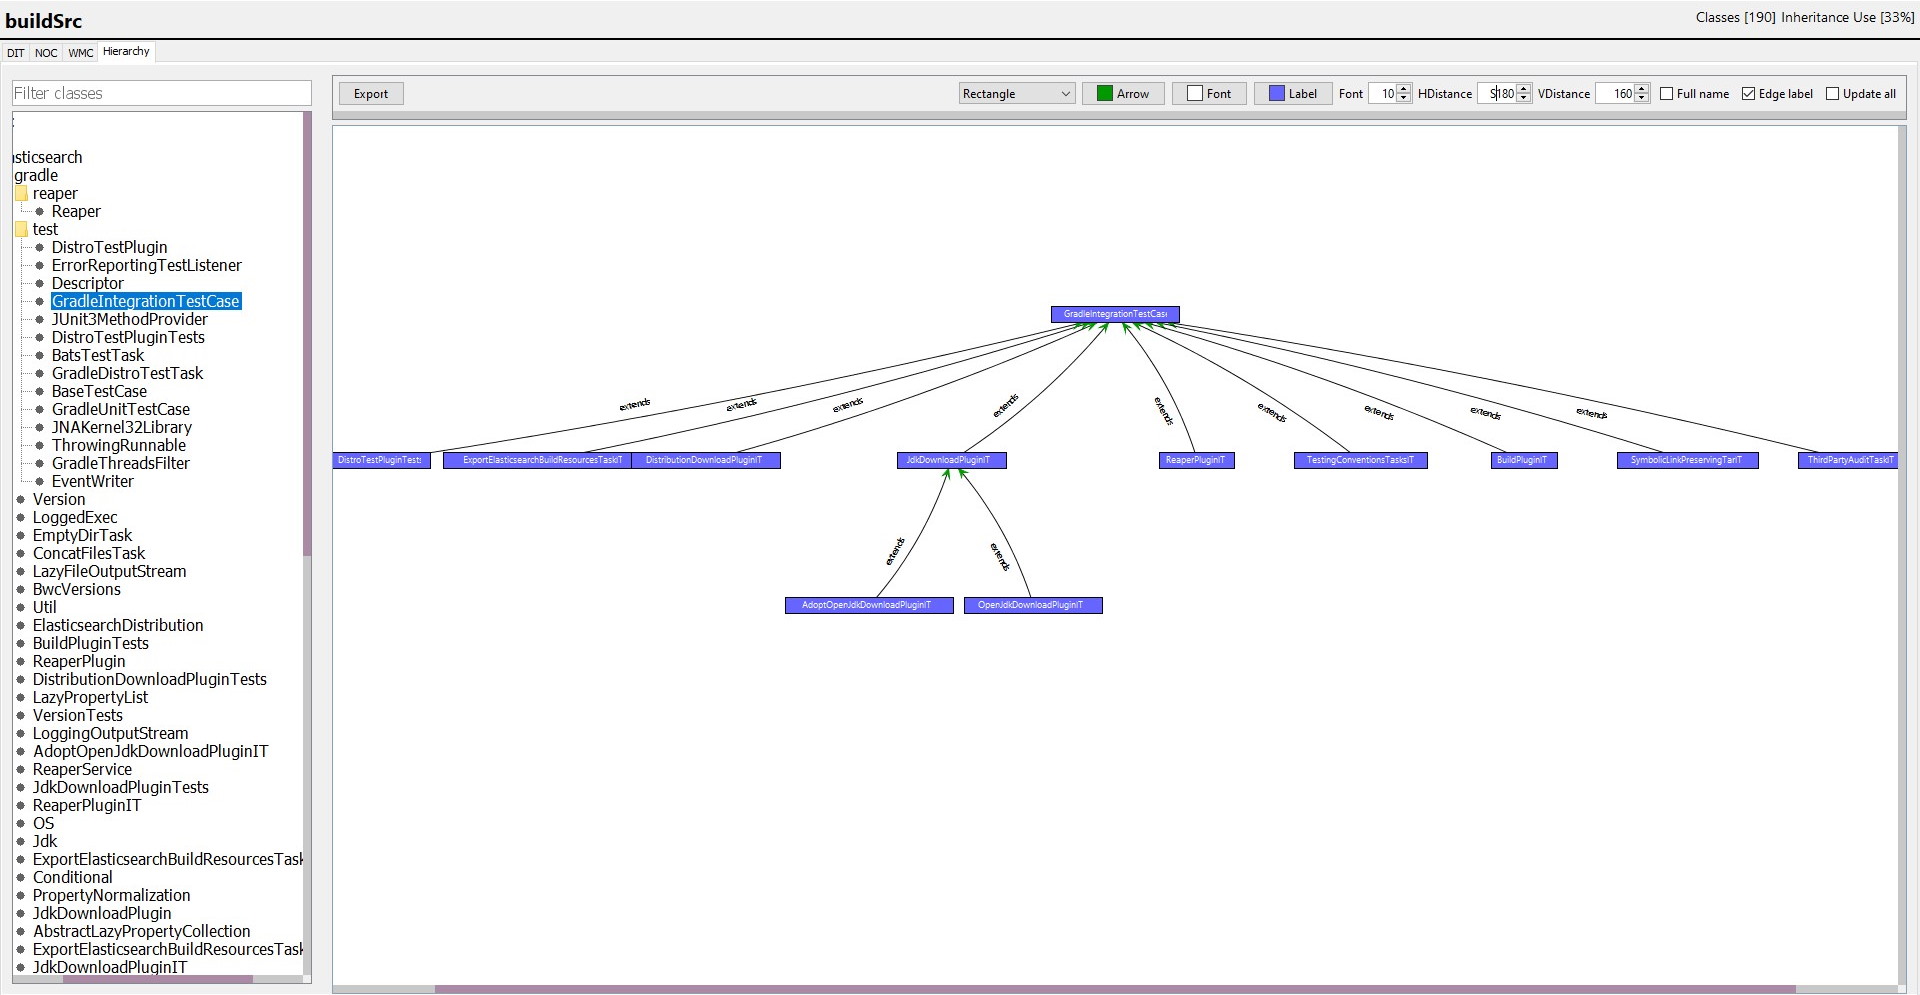 buildSrc
Classes [190] Inheritance Use [33%]
DIT NOC WMC Hierarchy
Filter classes
Export
Rectangle
Arrow
Font
Label
Font 10
HDistance S180
VDistance 160
Full name
Edge label
Update all
asticsearch
gradle
reaper
Reaper
test
DistroTestPlugin
ErrorReportingTestListener
Descriptor
GradleIntegrationTestCase
JUnit3MethodProvider
DistroTestPluginTests
BatsTestTask
GradleDistroTestTask
BaseTestCase
GradleUnitTestCase
JNAKernel32Library
ThrowingRunnable
GradleThreadsFilter
EventWriter
Version
LoggedExec
EmptyDirTask
ConcatFilesTask
LazyFileOutputStream
BwcVersions
Util
ElasticsearchDistribution
BuildPluginTests
ReaperPlugin
DistributionDownloadPluginTests
LazyPropertyList
VersionTests
LoggingOutputStream
AdoptOpenJdkDownloadPluginIT
ReaperService
JdkDownloadPluginTests
ReaperPluginIT
OS
Jdk
ExportElasticsearchBuildResourcesTask
Conditional
PropertyNormalization
JdkDownloadPlugin
AbstractLazyPropertyCollection
ExportElasticsearchBuildResourcesTask
JdkDownloadPluginIT
GradleIntegrationTestCase
extends extends extends extends extends extends extends extends extends
DistroTestPluginTests
ExportElasticsearchBuildResourcesTaskIT
DistributionDownloadPluginIT
JdkDownloadPluginIT
ReaperPluginIT
TestingConventionsTasksIT
BuildPluginIT
SymbolicLinkPreservingTarIT
ThirdPartyAuditTaskIT
extends extends
AdoptOpenJdkDownloadPluginIT
OpenJdkDownloadPluginIT